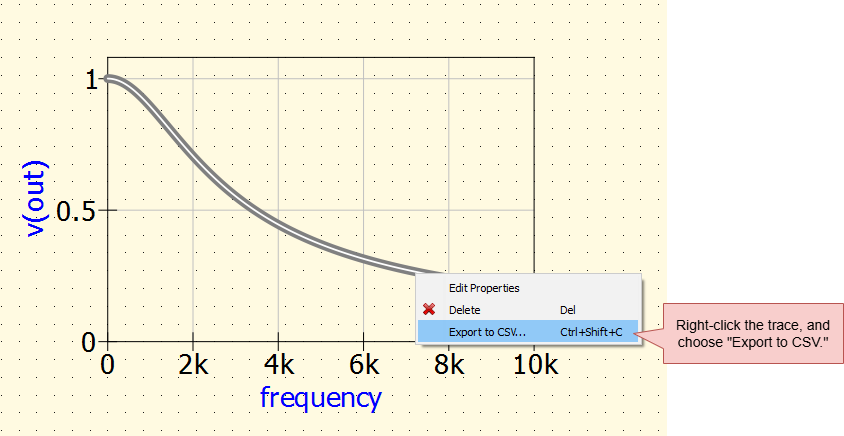 1
v(out)
0.5
0
0
2k
4k
6k
8k
10k
frequency
Edit Properties
Delete Del
Export to CSV... Ctrl+Shift+C
Right-click the trace, and
choose "Export to CSV."